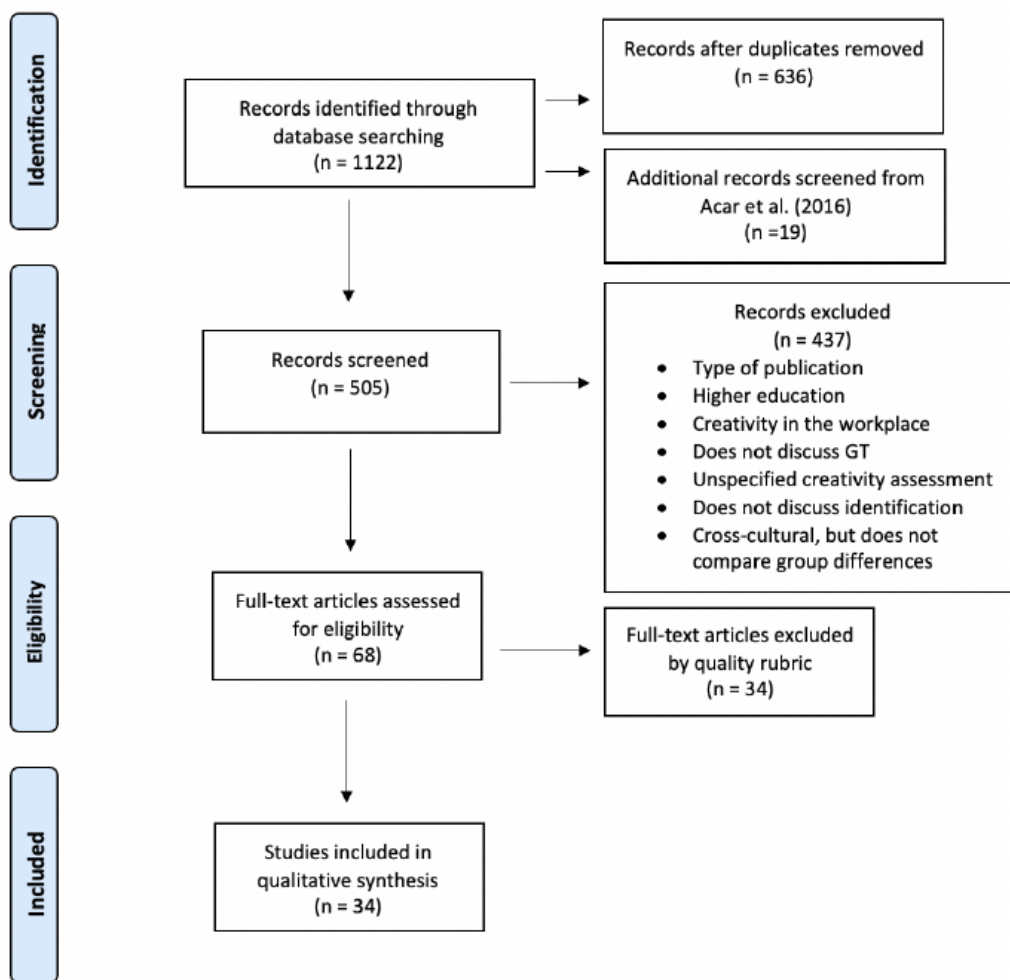 Identification
Records identified through
database searching
(n = 1122)
Records after duplicates removed
(n = 636)
Additional records screened from
Acar et al. (2016)
(n =19)
Screening
Records screened
(n = 505)
Records excluded
(n = 437)
• Type of publication
• Higher education
• Creativity in the workplace
• Does not discuss GT
• Unspecified creativity assessment
• Does not discuss identification
• Cross-cultural, but does not
compare group differences
Eligibility
Full-text articles assessed
for eligibility
(n = 68)
Full-text articles excluded
by quality rubric
(n = 34)
Included
Studies included in
qualitative synthesis
(n = 34)